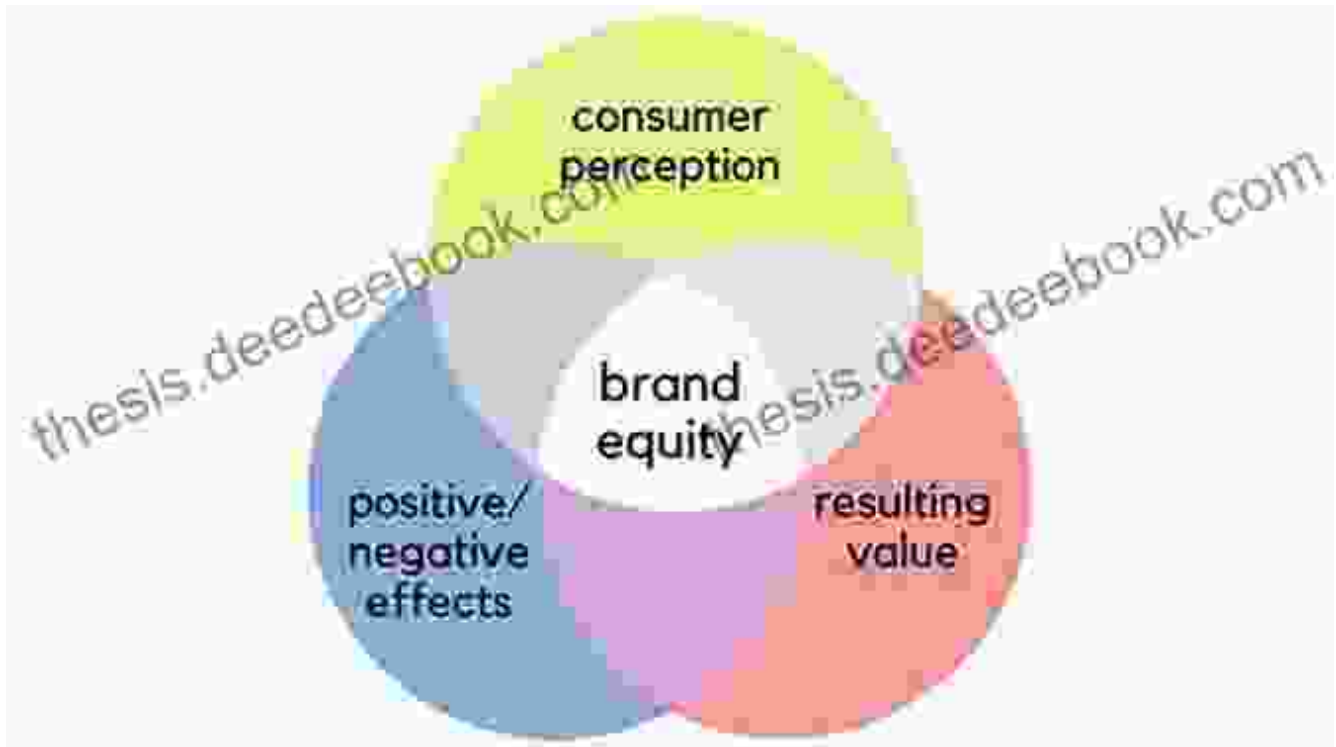 consumer
perception
thesis.deedeebook.com
thesis.deedeebook.com
brand
equity
positive/
negative
effects
resulting
value